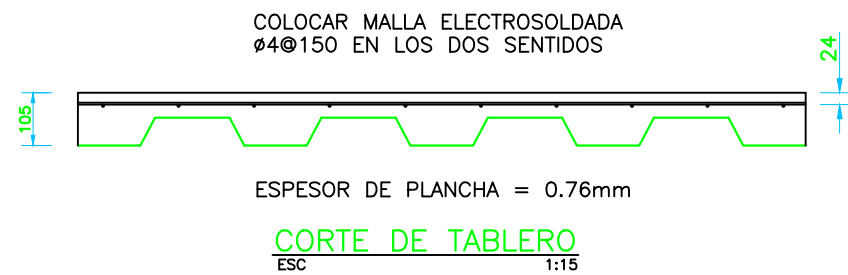 COLOCAR MALLA ELECTROSOLDADA
ø4@150 EN LOS DOS SENTIDOS
24
105
ESPESOR DE PLANCHA = 0.76mm
CORTE DE TABLERO
ESC 1:15